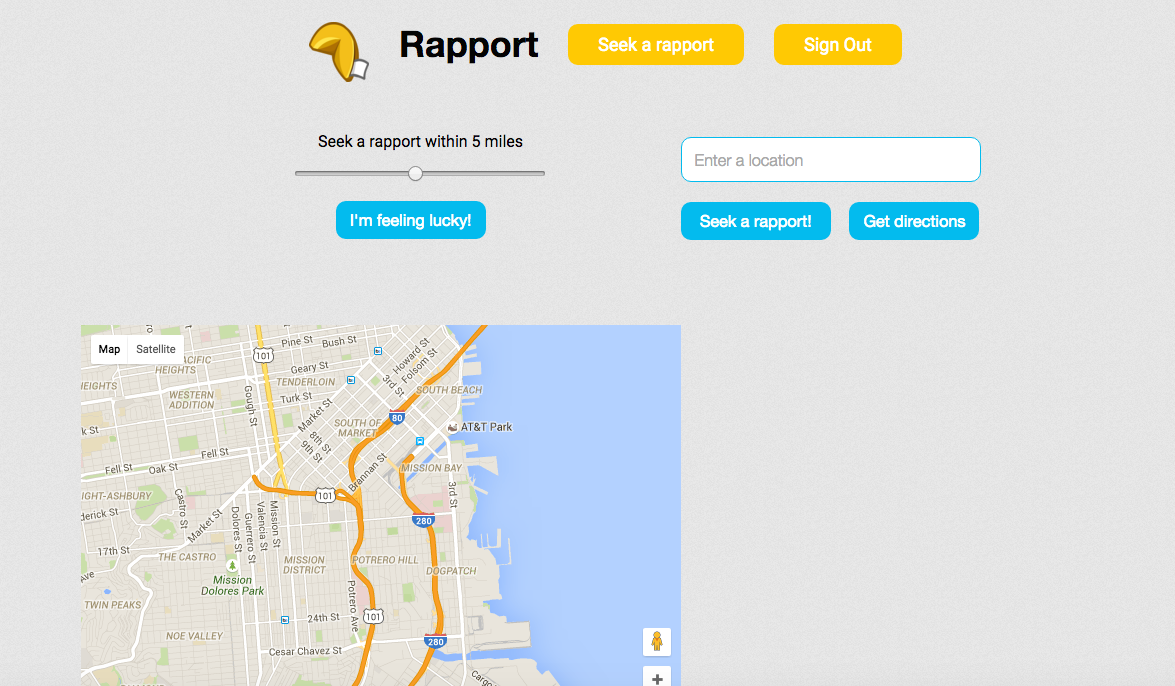 Rapport
Seek a rapport
Sign Out
Seek a rapport within 5 miles
I'm feeling lucky!
Enter a location
Seek a rapport!
Get directions
Map
Satellite
101
Pine St
Bush St
PACIFIC
HEIGHTS
HEIGHTS
Geary St
TENDERLOIN
Howard St
Folsom St
3rd St
SOUTH BEACH
WESTERN
ADDITION
Gough St
Turk St
Market St
80
SOUTH OF
MARKET
AT&T Park
k St
8th St
9th St
Fell St
Fell St
Oak St
Brannan St
MISSION BAY
IGHT-ASHBURY
101
3rd St
Castro St
derick St
Market St
Dolores St
Guerrero St
Valencia St
Mission St
280
17th St
THE CASTRO
MISSION
DISTRICT
POTRERO HILL
DOGPATCH
Ave
Mission
Dolores Park
TWIN PEAKS
Potrero Ave
24th St
101
NOE VALLEY
280
Cesar Chavez St
Cargo
+